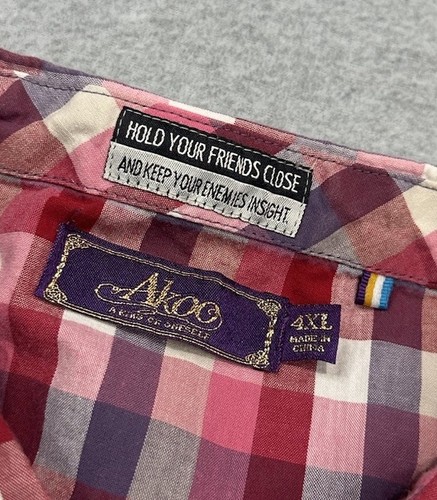 HOLD YOUR FRIENDS CLOSE
AND KEEP YOUR ENEMIES INSIGHT.
Akoo
A KING OF ONESELF
4XL
MADE IN
CHINA